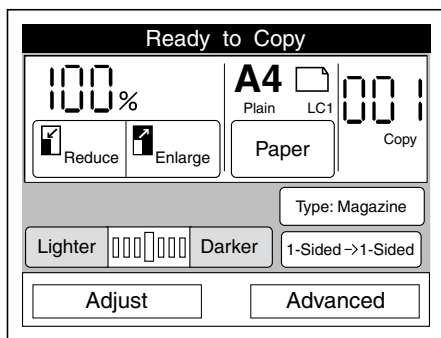 Ready to Copy
100%
A4
Plain LC1
001
Copy
Reduce
Enlarge
Paper
Type: Magazine
Lighter
Darker
1-Sided->1-Sided
Adjust
Advanced